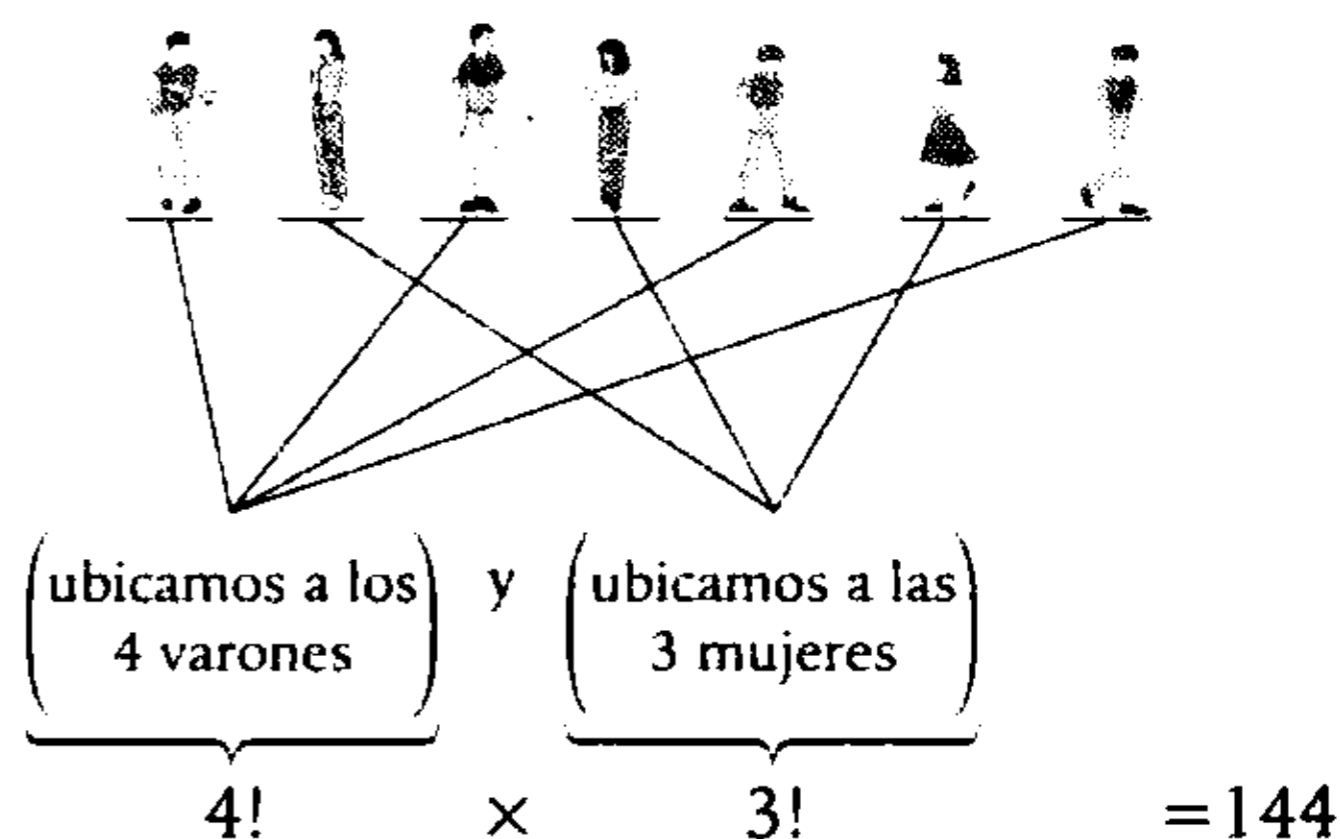 ubicamos a los y ubicamos a las
4 varones 3 mujeres
4! × 3! =144